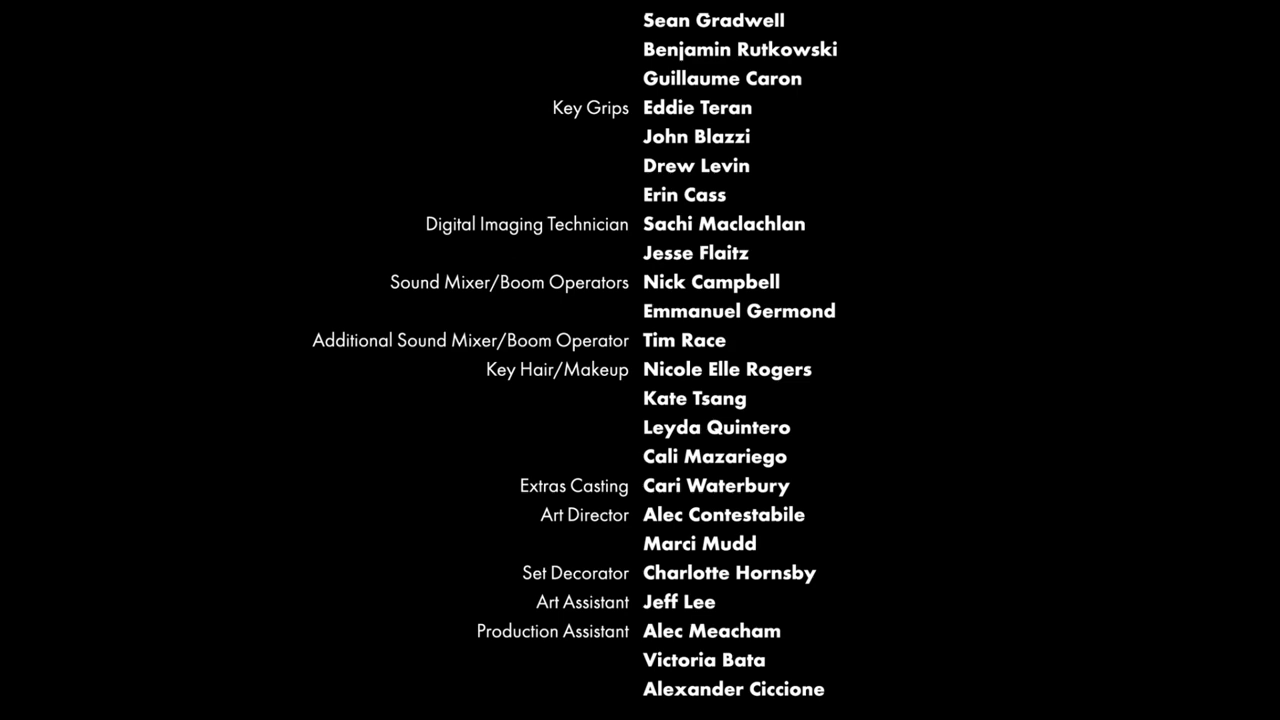 Sean Gradwell
Benjamin Rutkowski
Guillaume Caron
Key Grips Eddie Teran
John Blazzi
Drew Levin
Erin Cass
Digital Imaging Technician Sachi Maclachlan
Jesse Flaitz
Sound Mixer/Boom Operators Nick Campbell
Emmanuel Germond
Additional Sound Mixer/Boom Operator Tim Race
Key Hair/Makeup Nicole Elle Rogers
Kate Tsang
Leyda Quintero
Cali Mazariego
Extras Casting Cari Waterbury
Art Director Alec Contestabile
Marci Mudd
Set Decorator Charlotte Hornsby
Art Assistant Jeff Lee
Production Assistant Alec Meacham
Victoria Bata
Alexander Ciccione